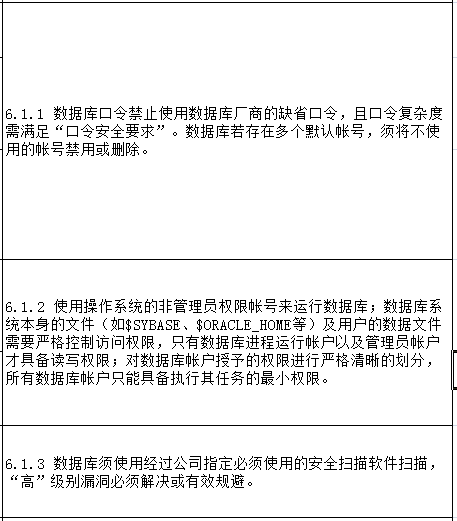 6.1.1 数据库口令禁止使用数据库厂商的缺省口令，且口令复杂度
需满足“口令安全要求”。数据库若存在多个默认帐号，须将不使
用的帐号禁用或删除。
6.1.2 使用操作系统的非管理员权限帐号来运行数据库；数据库系
统本身的文件（如$SYBASE、$ORACLE_HOME等）及用户的数据文件
需要严格控制访问权限，只有数据库进程运行帐户以及管理员帐户
才具备读写权限；对数据库帐户授予的权限进行严格清晰的划分，
所有数据库帐户只能具备执行其任务的最小权限。
6.1.3 数据库须使用经过公司指定必须使用的安全扫描软件扫描，
“高”级别漏洞必须解决或有效规避。